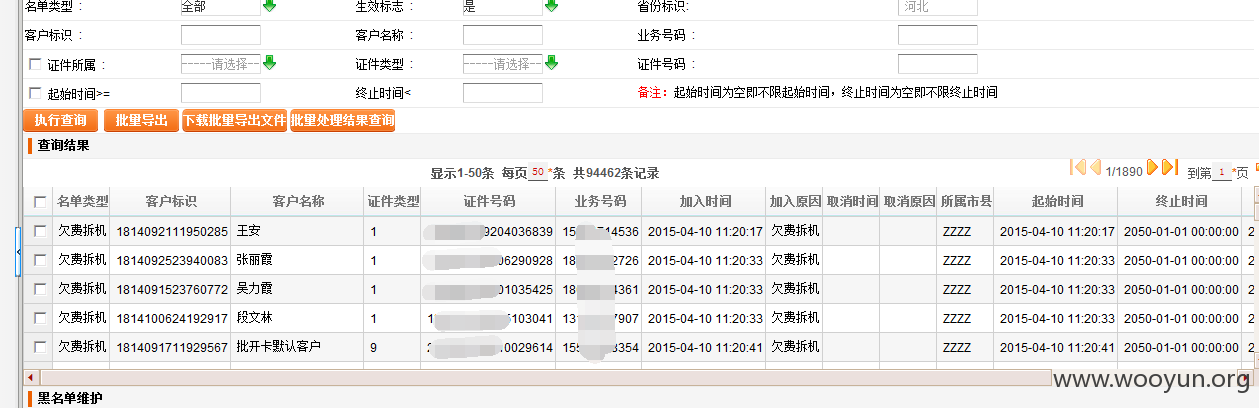 名单类型： 全部 生效标志： 是 省份标识: 河北
客户标识 ： 客户名称 ： 业务号码 ：
证件所属 ： -----请选择-- 证件类型 ： -----请选择-- 证件号码 ：
起始时间>= 终止时间< 备注：起始时间为空即不限起始时间，终止时间为空即不限终止时间
执行查询 批量导出 下载批量导出文件 批量处理结果查询
查询结果
显示1-50条 每页 50 *条 共94462条记录 1/1890 到第 1 *页
名单类型 客户标识 客户名称 证件类型 证件号码 业务号码 加入时间 加入原因 取消时间 取消原因 所属市县 起始时间 终止时间
欠费拆机 1814092111950285 王安 1 9204036839 15 14536 2015-04-10 11:20:17 欠费拆机 ZZZZ 2015-04-10 11:20:17 2050-01-01 00:00:00 2
欠费拆机 1814092523940083 张丽霞 1 06290928 18 2726 2015-04-10 11:20:33 欠费拆机 ZZZZ 2015-04-10 11:20:33 2050-01-01 00:00:00 2
欠费拆机 1814091523760772 吴力霞 1 01035425 18 4361 2015-04-10 11:20:33 欠费拆机 ZZZZ 2015-04-10 11:20:33 2050-01-01 00:00:00 2
欠费拆机 1814100624192917 段文林 1 1 5103041 13 7907 2015-04-10 11:20:33 欠费拆机 ZZZZ 2015-04-10 11:20:33 2050-01-01 00:00:00 2
欠费拆机 1814091711929567 批开卡默认客户 9 2 0029614 15 3354 2015-04-10 11:20:41 欠费拆机 ZZZZ 2015-04-10 11:20:41 2050-01-01 00:00:00 2
www.wooyun.org
黑名单维护